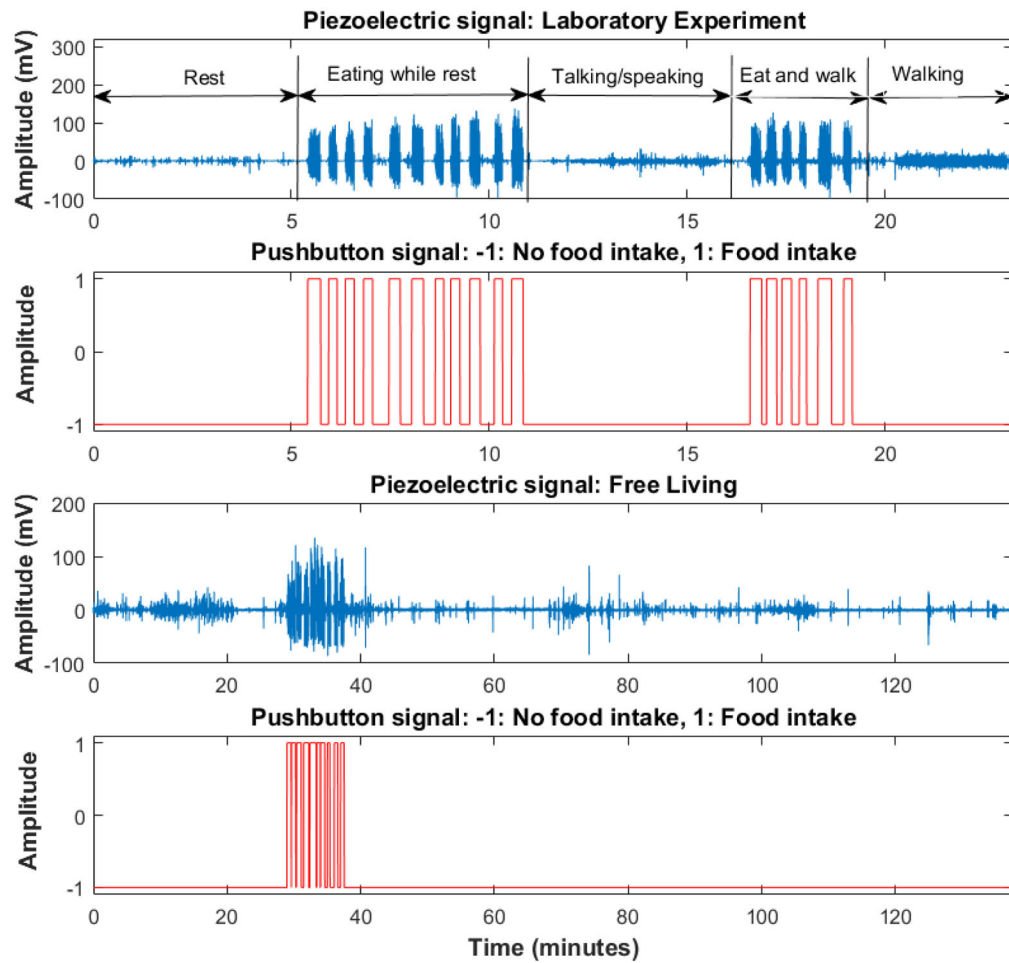 Piezoelectric signal: Laboratory Experiment
Amplitude (mV)
300
200
100
0
-100
Rest
Eating while rest
Talking/speaking
Eat and walk
Walking
0 5 10 15 20
Pushbutton signal: -1: No food intake, 1: Food intake
Amplitude
1
0
-1
0 5 10 15 20
Piezoelectric signal: Free Living
Amplitude (mV)
200
100
0
-100
0 20 40 60 80 100 120
Pushbutton signal: -1: No food intake, 1: Food intake
Amplitude
1
0
-1
0 20 40 60 80 100 120
Time (minutes)